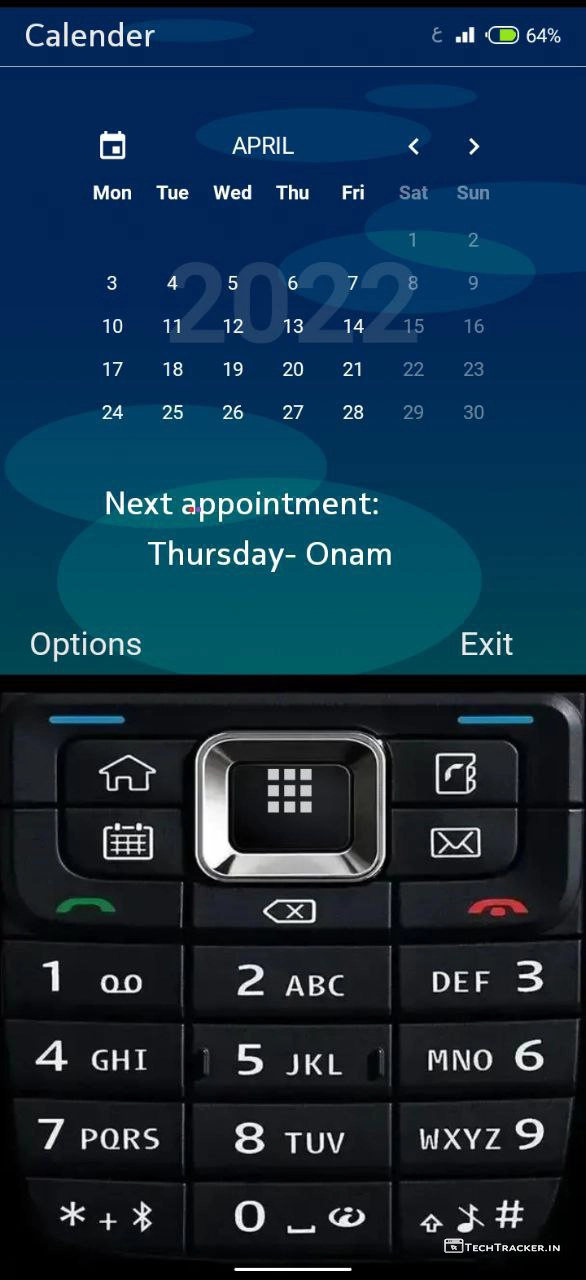 Calender
ع 64%
APRIL
Mon Tue Wed Thu Fri Sat Sun
2022
1 2
3 4 5 6 7 8 9
10 11 12 13 14 15 16
17 18 19 20 21 22 23
24 25 26 27 28 29 30
Next appointment:
Thursday- Onam
Options Exit
1
2 ABC
DEF 3
4 GHI
5 JKL
MNO 6
7 PQRS
8 TUV
WXYZ 9
* +
0
#
TECHTRACKER.IN